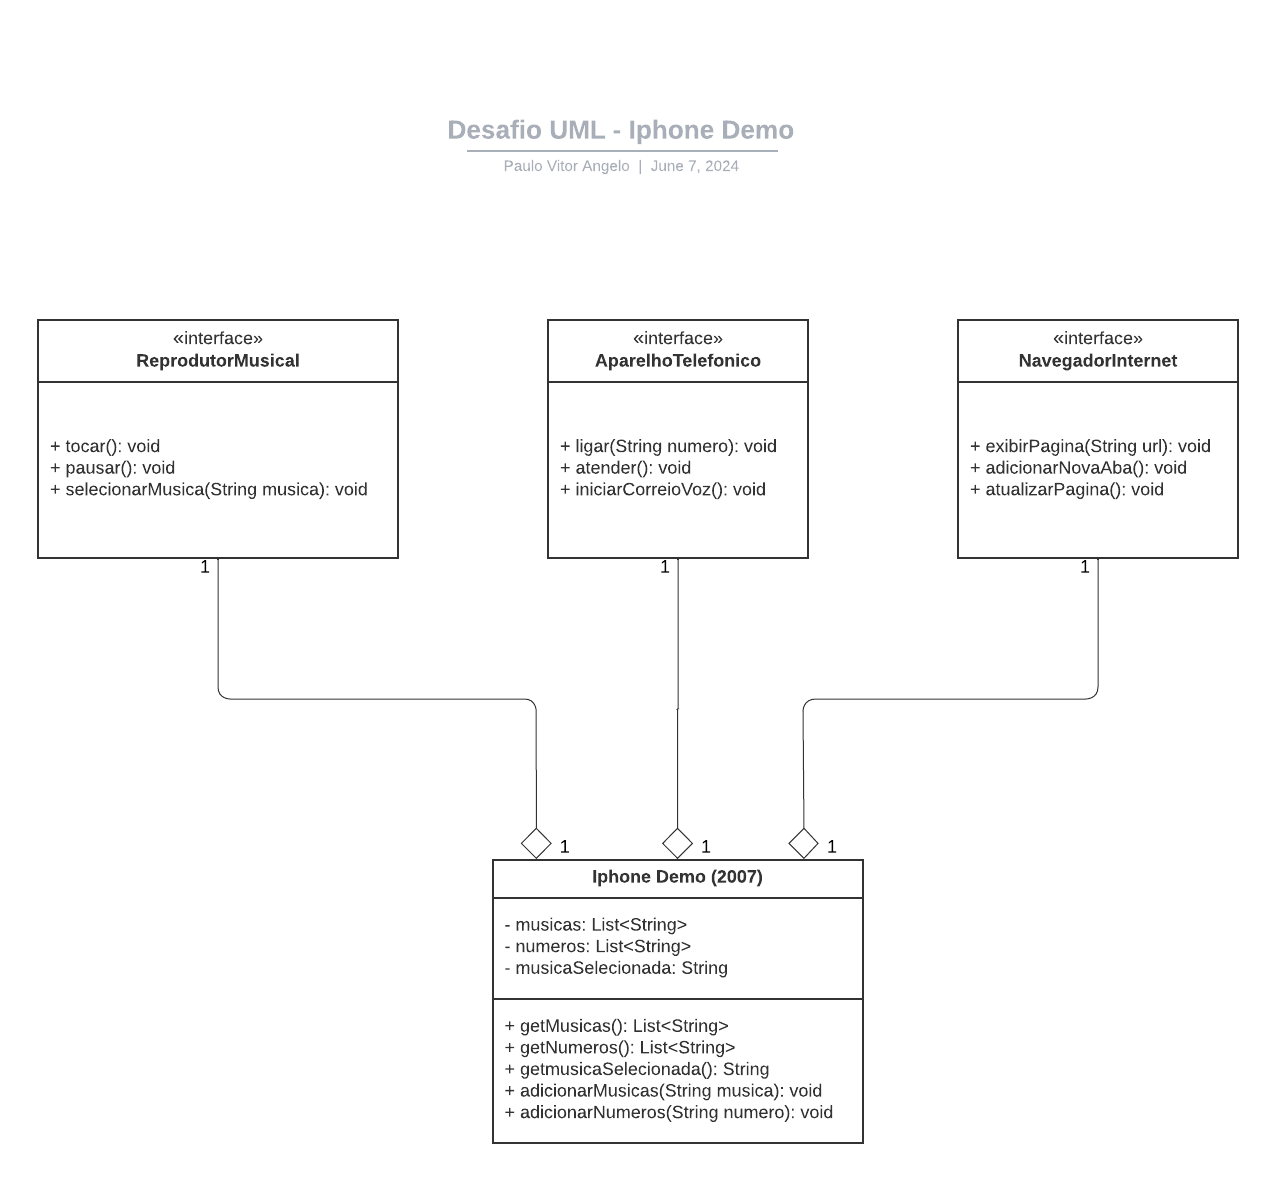 Desafio UML - Iphone Demo
Paulo Vitor Angelo | June 7, 2024
«interface»
ReprodutorMusical
+ tocar(): void
+ pausar(): void
+ selecionarMusica(String musica): void
1
«interface»
AparelhoTelefonico
+ ligar(String numero): void
+ atender(): void
+ iniciarCorreioVoz(): void
1
«interface»
NavegadorInternet
+ exibirPagina(String url): void
+ adicionarNovaAba(): void
+ atualizarPagina(): void
1
1
1
1
Iphone Demo (2007)
- musicas: List<String>
- numeros: List<String>
- musicaSelecionada: String
+ getMusicas(): List<String>
+ getNumeros(): List<String>
+ getmusicaSelecionada(): String
+ adicionarMusicas(String musica): void
+ adicionarNumeros(String numero): void